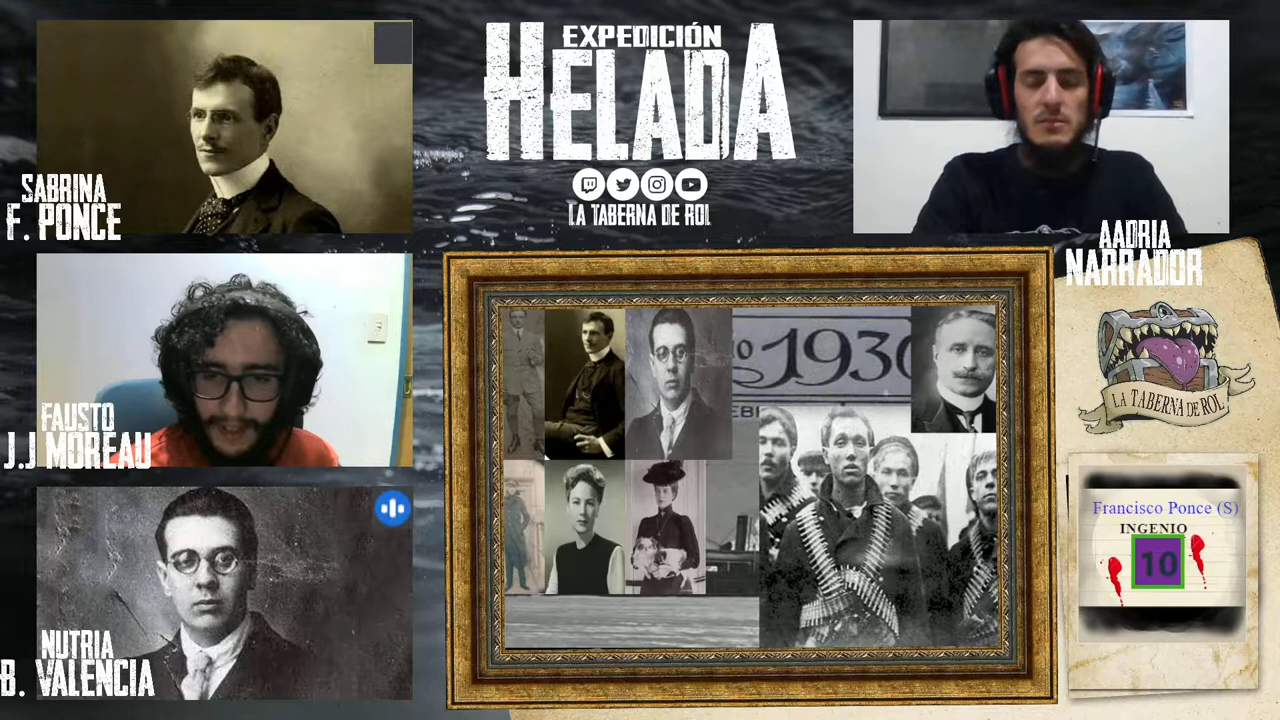 EXPEDICIÓN
HELADA
LA TABERNA DE ROL
SABRINA
F. PONCE
FAUSTO
J.J MOREAU
NUTRIA
B. VALENCIA
AADRIA
NARRADOR
1930
LA TABERNA DE ROL
Francisco Ponce (S)
INGENIO
10